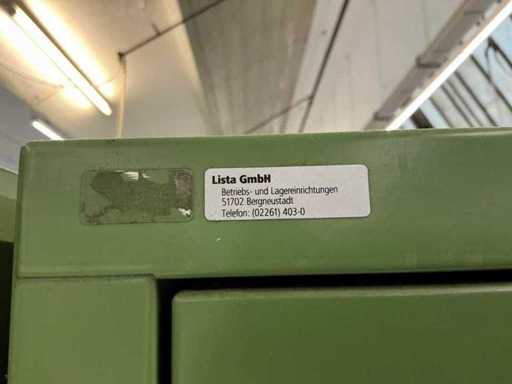 Lista GmbH
Betriebs- und Lagereinrichtungen
51702 Bergneustadt
Telefon: (02261) 403-0